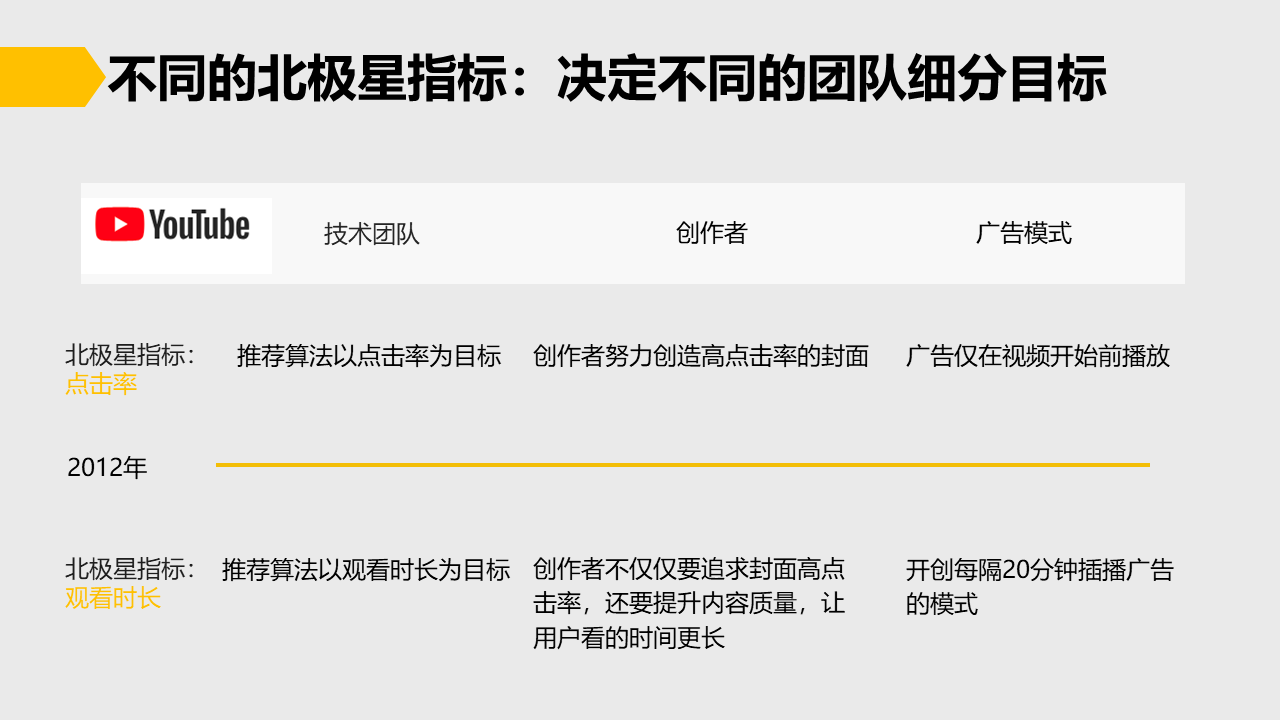 不同的北极星指标：决定不同的团队细分目标
YouTube
技术团队
创作者
广告模式
北极星指标：
点击率
推荐算法以点击率为目标
创作者努力创造高点击率的封面
广告仅在视频开始前播放
2012年
北极星指标：
观看时长
推荐算法以观看时长为目标
创作者不仅仅要追求封面高点
击率，还要提升内容质量，让
用户看的时间更长
开创每隔20分钟插播广告
的模式